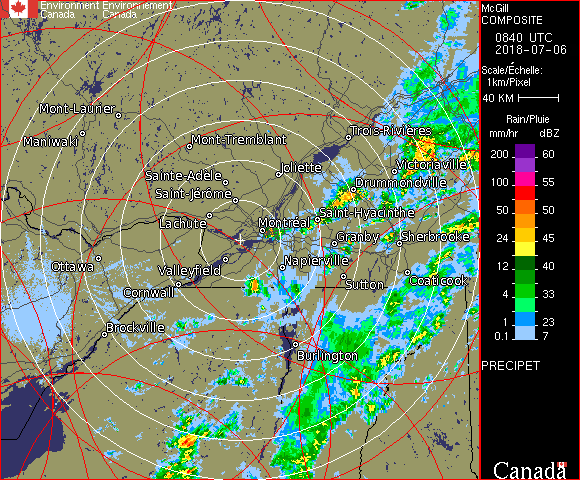 Environment Environnement
Canada Canada
McGill
COMPOSITE
0840 UTC
2018-07-06
Scale/Échelle:
1km/Pixel
40 KM
Rain/Pluie
mm/hr dBZ
200 60
100 55
50 50
24 45
12 40
4 33
1 23
0.1 7
PRECIPET
Canada
Mont-Laurier
Maniwaki
Mont-Tremblant
Trois-Rivières
Joliette
Victoriaville
Sainte-Adèle
Drummondville
Saint-Jérôme
Saint-Hyacinthe
Lachute
Montréal
Granby
Sherbrooke
Ottawa
Valleyfield
Napierville
Cornwall
Sutton
Coaticook
Brockville
Burlington